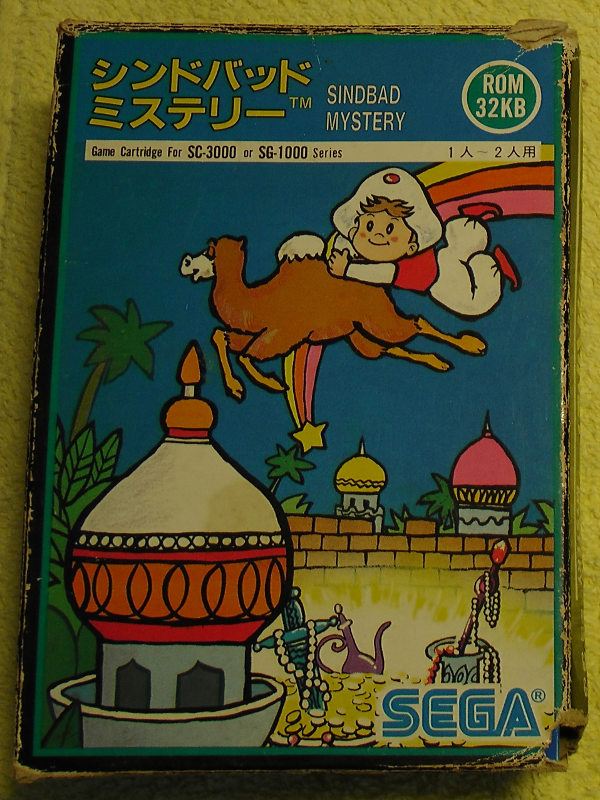 シンドバッド
ミステリー™
SINDBAD
MYSTERY
ROM
32KB
Game Cartridge For SC-3000 or SG-1000 Series
1人～2人用
SEGA®